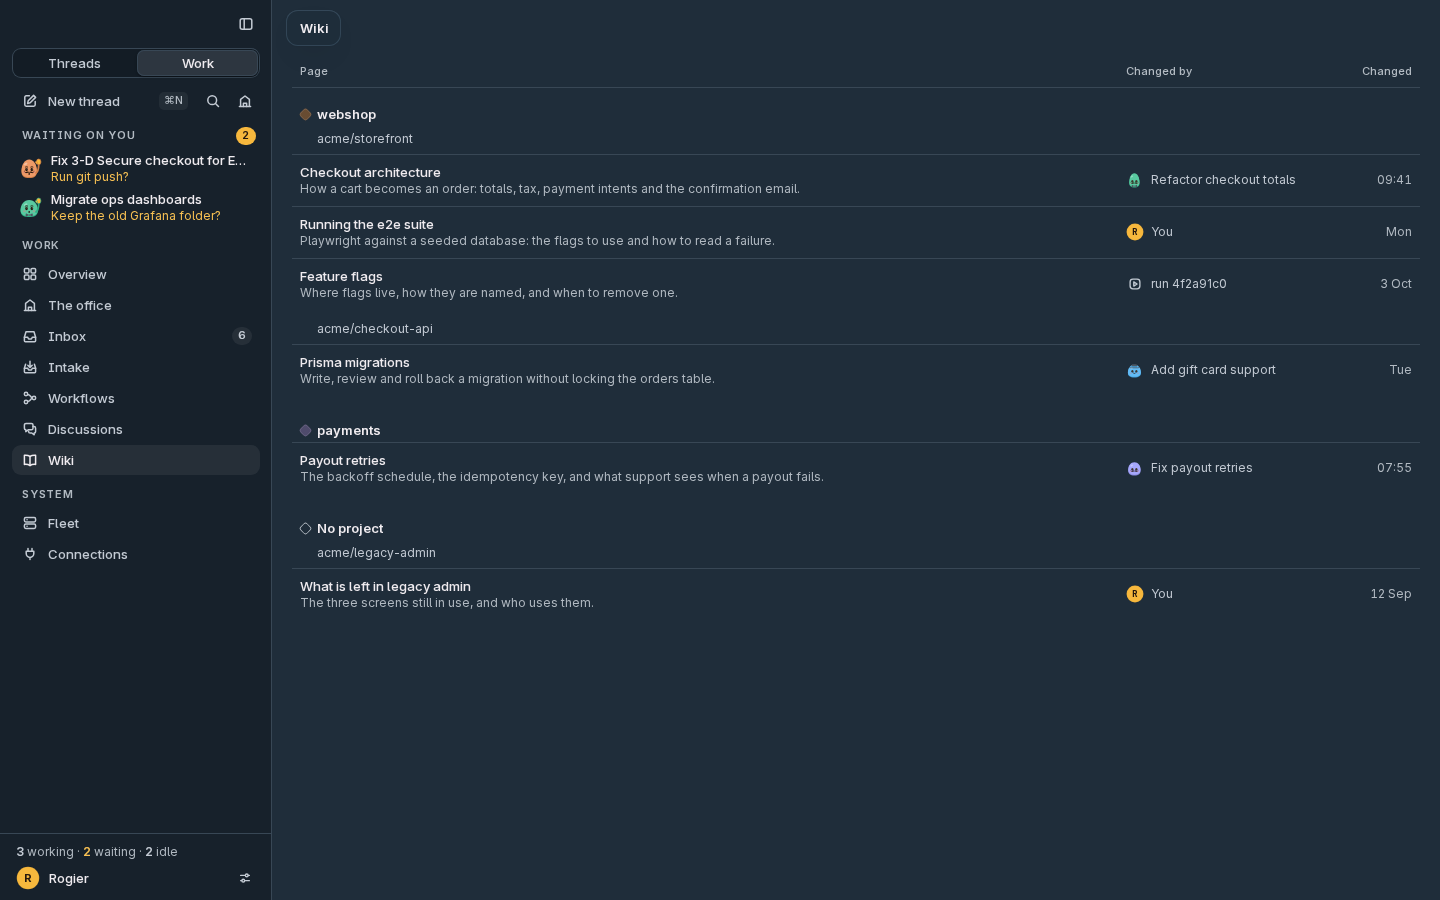 Threads
Work
New thread
⌘N
WAITING ON YOU
2
Fix 3-D Secure checkout for E…
Run git push?
Migrate ops dashboards
Keep the old Grafana folder?
WORK
Overview
The office
Inbox
6
Intake
Workflows
Discussions
Wiki
SYSTEM
Fleet
Connections
3 working · 2 waiting · 2 idle
R
Rogier
Wiki
Page
Changed by
Changed
webshop
acme/storefront
Checkout architecture
How a cart becomes an order: totals, tax, payment intents and the confirmation email.
Refactor checkout totals
09:41
Running the e2e suite
Playwright against a seeded database: the flags to use and how to read a failure.
R
You
Mon
Feature flags
Where flags live, how they are named, and when to remove one.
run 4f2a91c0
3 Oct
acme/checkout-api
Prisma migrations
Write, review and roll back a migration without locking the orders table.
Add gift card support
Tue
payments
Payout retries
The backoff schedule, the idempotency key, and what support sees when a payout fails.
Fix payout retries
07:55
No project
acme/legacy-admin
What is left in legacy admin
The three screens still in use, and who uses them.
R
You
12 Sep